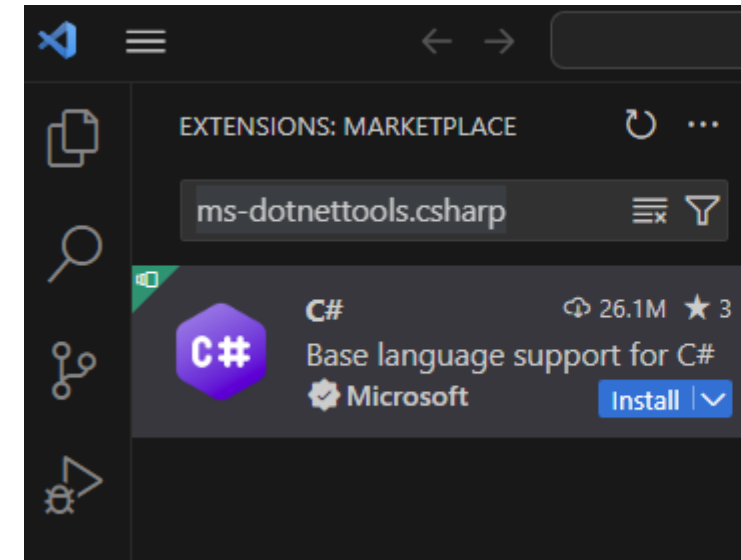 EXTENSIONS: MARKETPLACE
ms-dotnettools.csharp
C#
C# 26.1M 3
Base language support for C#
Microsoft Install